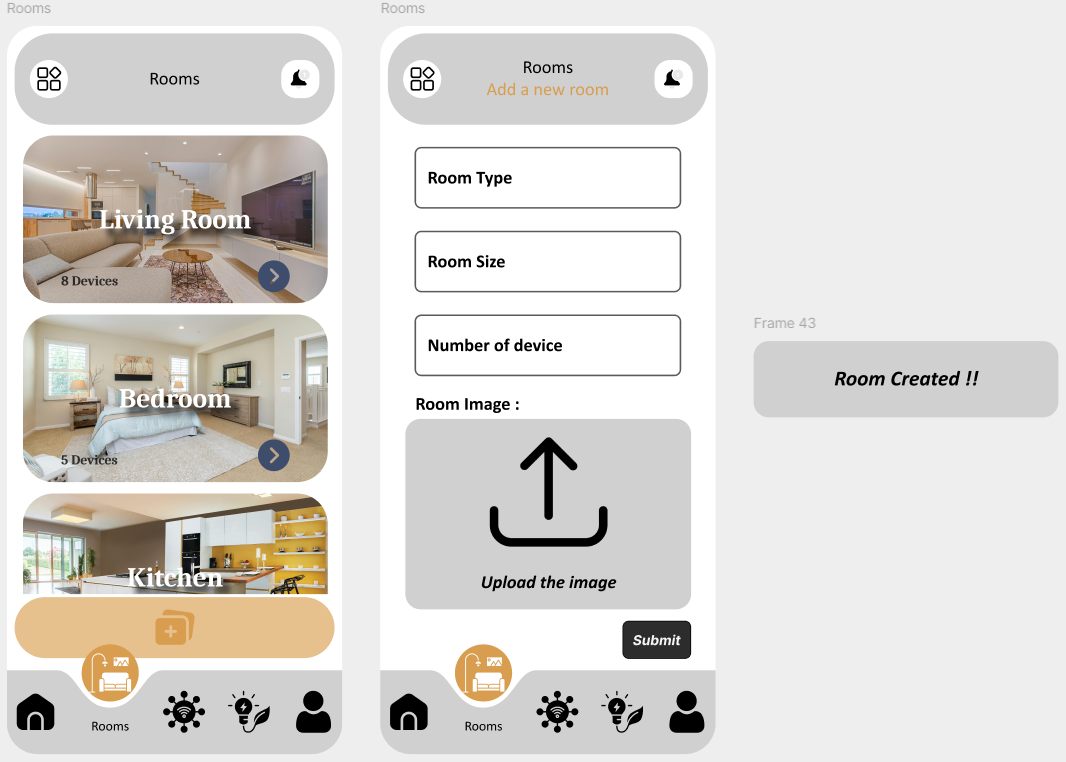 Rooms
Rooms
Living Room
8 Devices
Bedroom
5 Devices
Kitchen
Rooms
Rooms
Rooms
Add a new room
Room Type
Room Size
Number of device
Room Image :
Upload the image
Submit
Rooms
Frame 43
Room Created !!